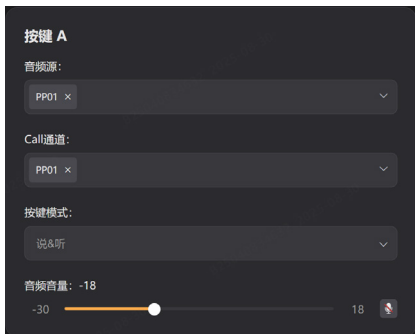 按键 A
音频源：
PP01 ×
Call通道：
PP01 ×
按键模式：
说&听
音频音量：-18
-30 18